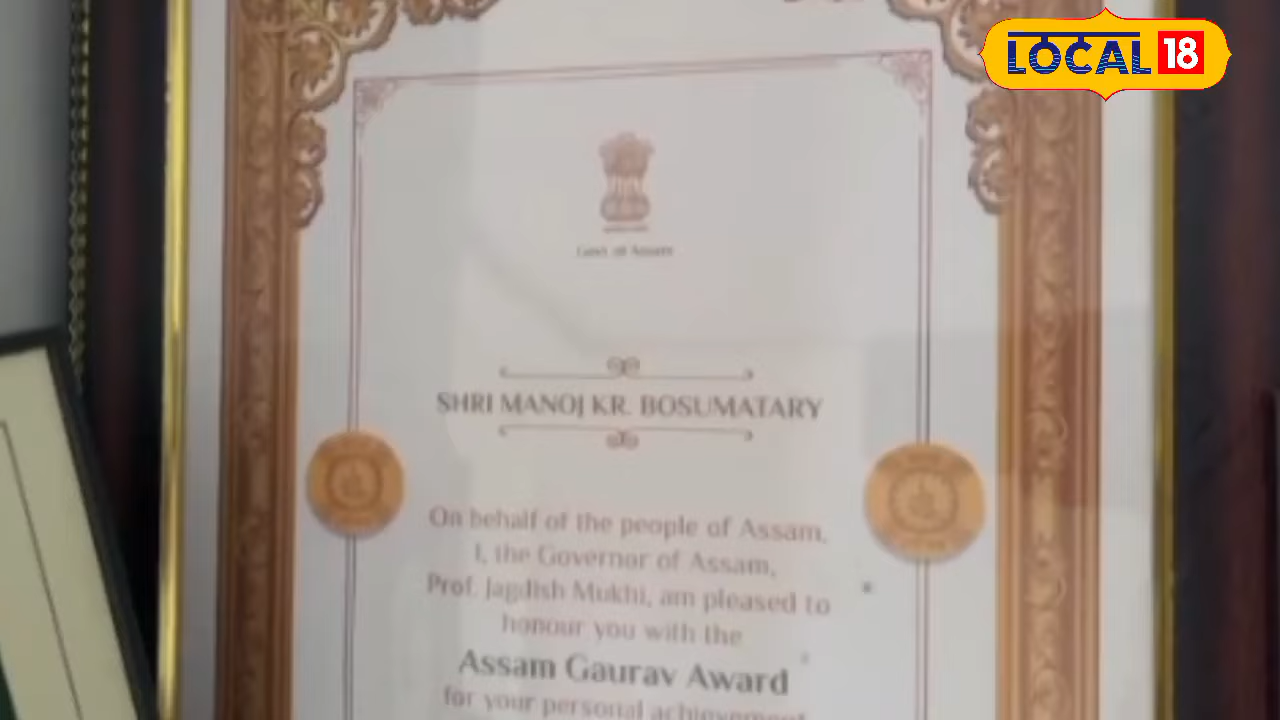 LOCAL 18
Govt. of Assam
SHRI MANOJ KR. BOSUMATARY
On behalf of the people of Assam,
I, the Governor of Assam,
Prof. Jagdish Mukhi, am pleased to
honour you with the
Assam Gaurav Award
for your personal achievement